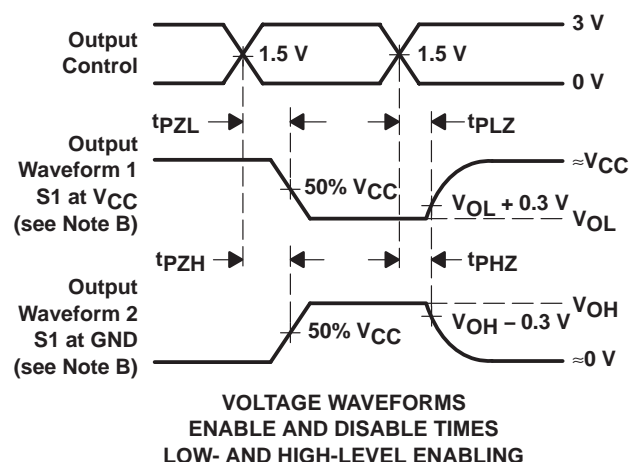 Output
Control
1.5 V
1.5 V
3 V
0 V
tPZL
tPLZ
Output
Waveform 1
S1 at VCC
(see Note B)
50% VCC
≈VCC
VOL + 0.3 V
VOL
tPZH
tPHZ
Output
Waveform 2
S1 at GND
(see Note B)
50% VCC
VOH
VOH – 0.3 V
≈0 V
VOLTAGE WAVEFORMS
ENABLE AND DISABLE TIMES
LOW- AND HIGH-LEVEL ENABLING